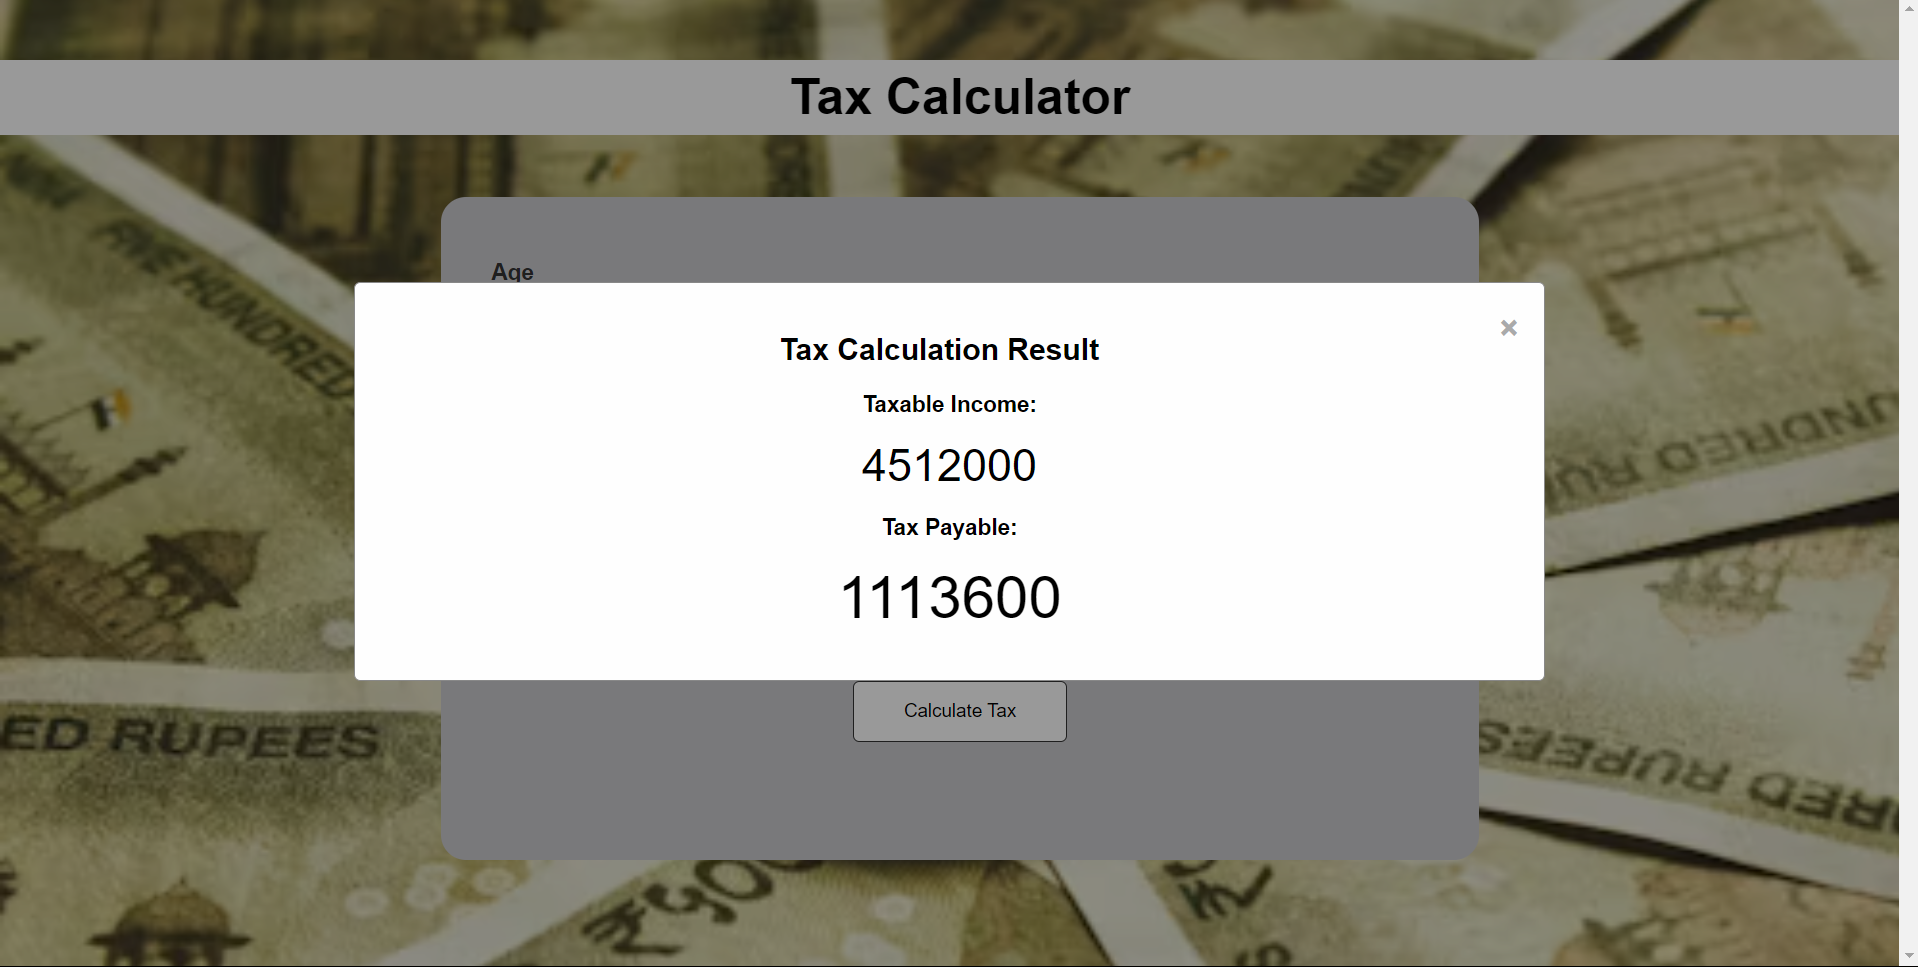 Tax Calculator
Age
×
Tax Calculation Result
Taxable Income:
4512000
Tax Payable:
1113600
Calculate Tax
FIVE HUNDRED
UNDRED RU
ED RUPEES
RED RUPEES
₹500